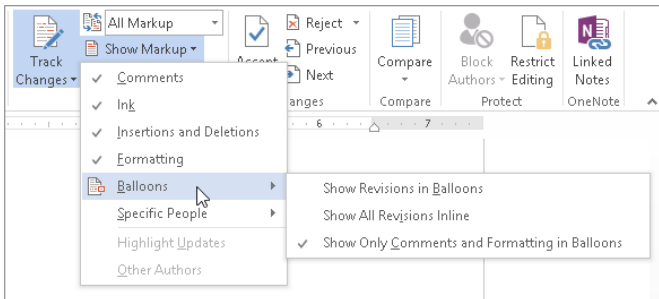 All Markup
Show Markup
Track
Changes
Reject
Previous
Next
Accept
anges
Compare
Compare
Block
Authors
Restrict
Editing
Protect
Linked
Notes
OneNote
6 7
Comments
Ink
Insertions and Deletions
Formatting
Balloons
Specific People
Highlight Updates
Other Authors
Show Revisions in Balloons
Show All Revisions Inline
Show Only Comments and Formatting in Balloons